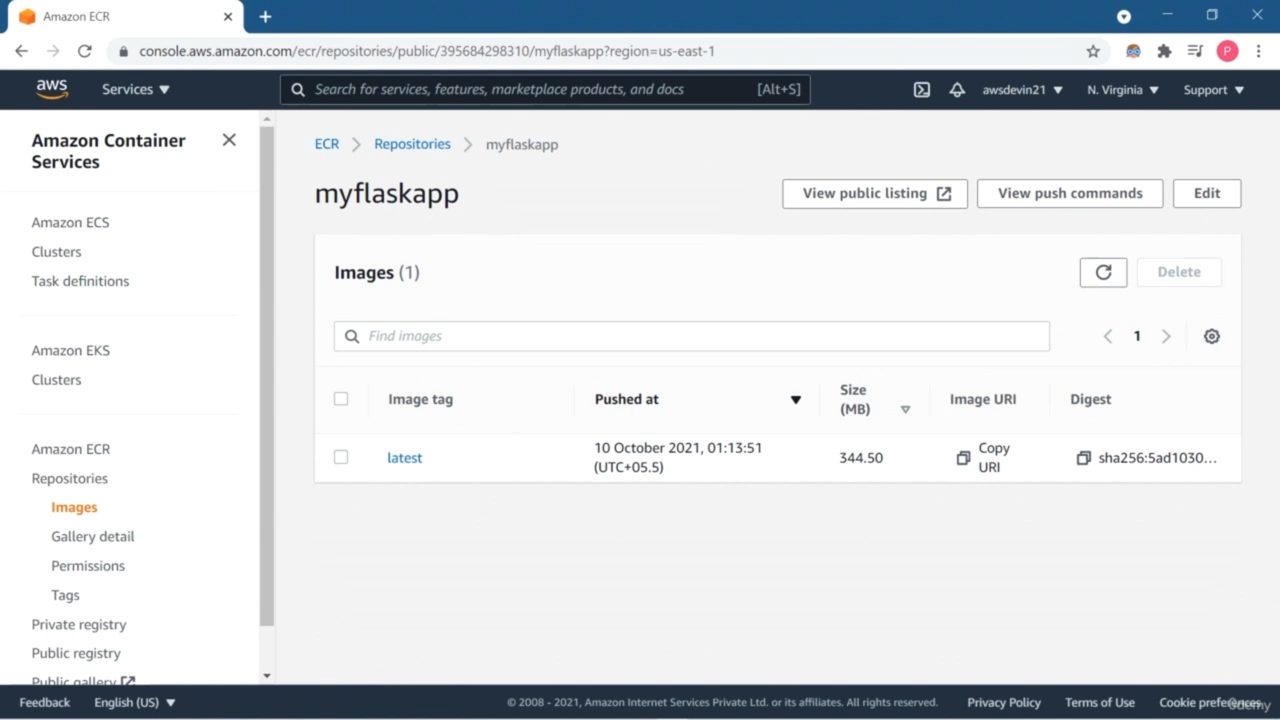 Amazon ECR
console.aws.amazon.com/ecr/repositories/public/395684298310/myflaskapp?region=us-east-1
P
aws
Services
Search for services, features, marketplace products, and docs
[Alt+S]
awsdevin21
N. Virginia
Support
Amazon Container
Services
Amazon ECS
Clusters
Task definitions
Amazon EKS
Clusters
Amazon ECR
Repositories
Images
Gallery detail
Permissions
Tags
Private registry
Public registry
Public gallery
ECR
Repositories
myflaskapp
myflaskapp
View public listing
View push commands
Edit
Images (1)
Delete
Find images
1
Image tag
Pushed at
Size
(MB)
Image URI
Digest
latest
10 October 2021, 01:13:51
(UTC+05.5)
344.50
Copy
URI
sha256:5ad1030...
Feedback
English (US)
© 2008 - 2021, Amazon Internet Services Private Ltd. or its affiliates. All rights reserved.
Privacy Policy
Terms of Use
Cookie preferences
Udemy